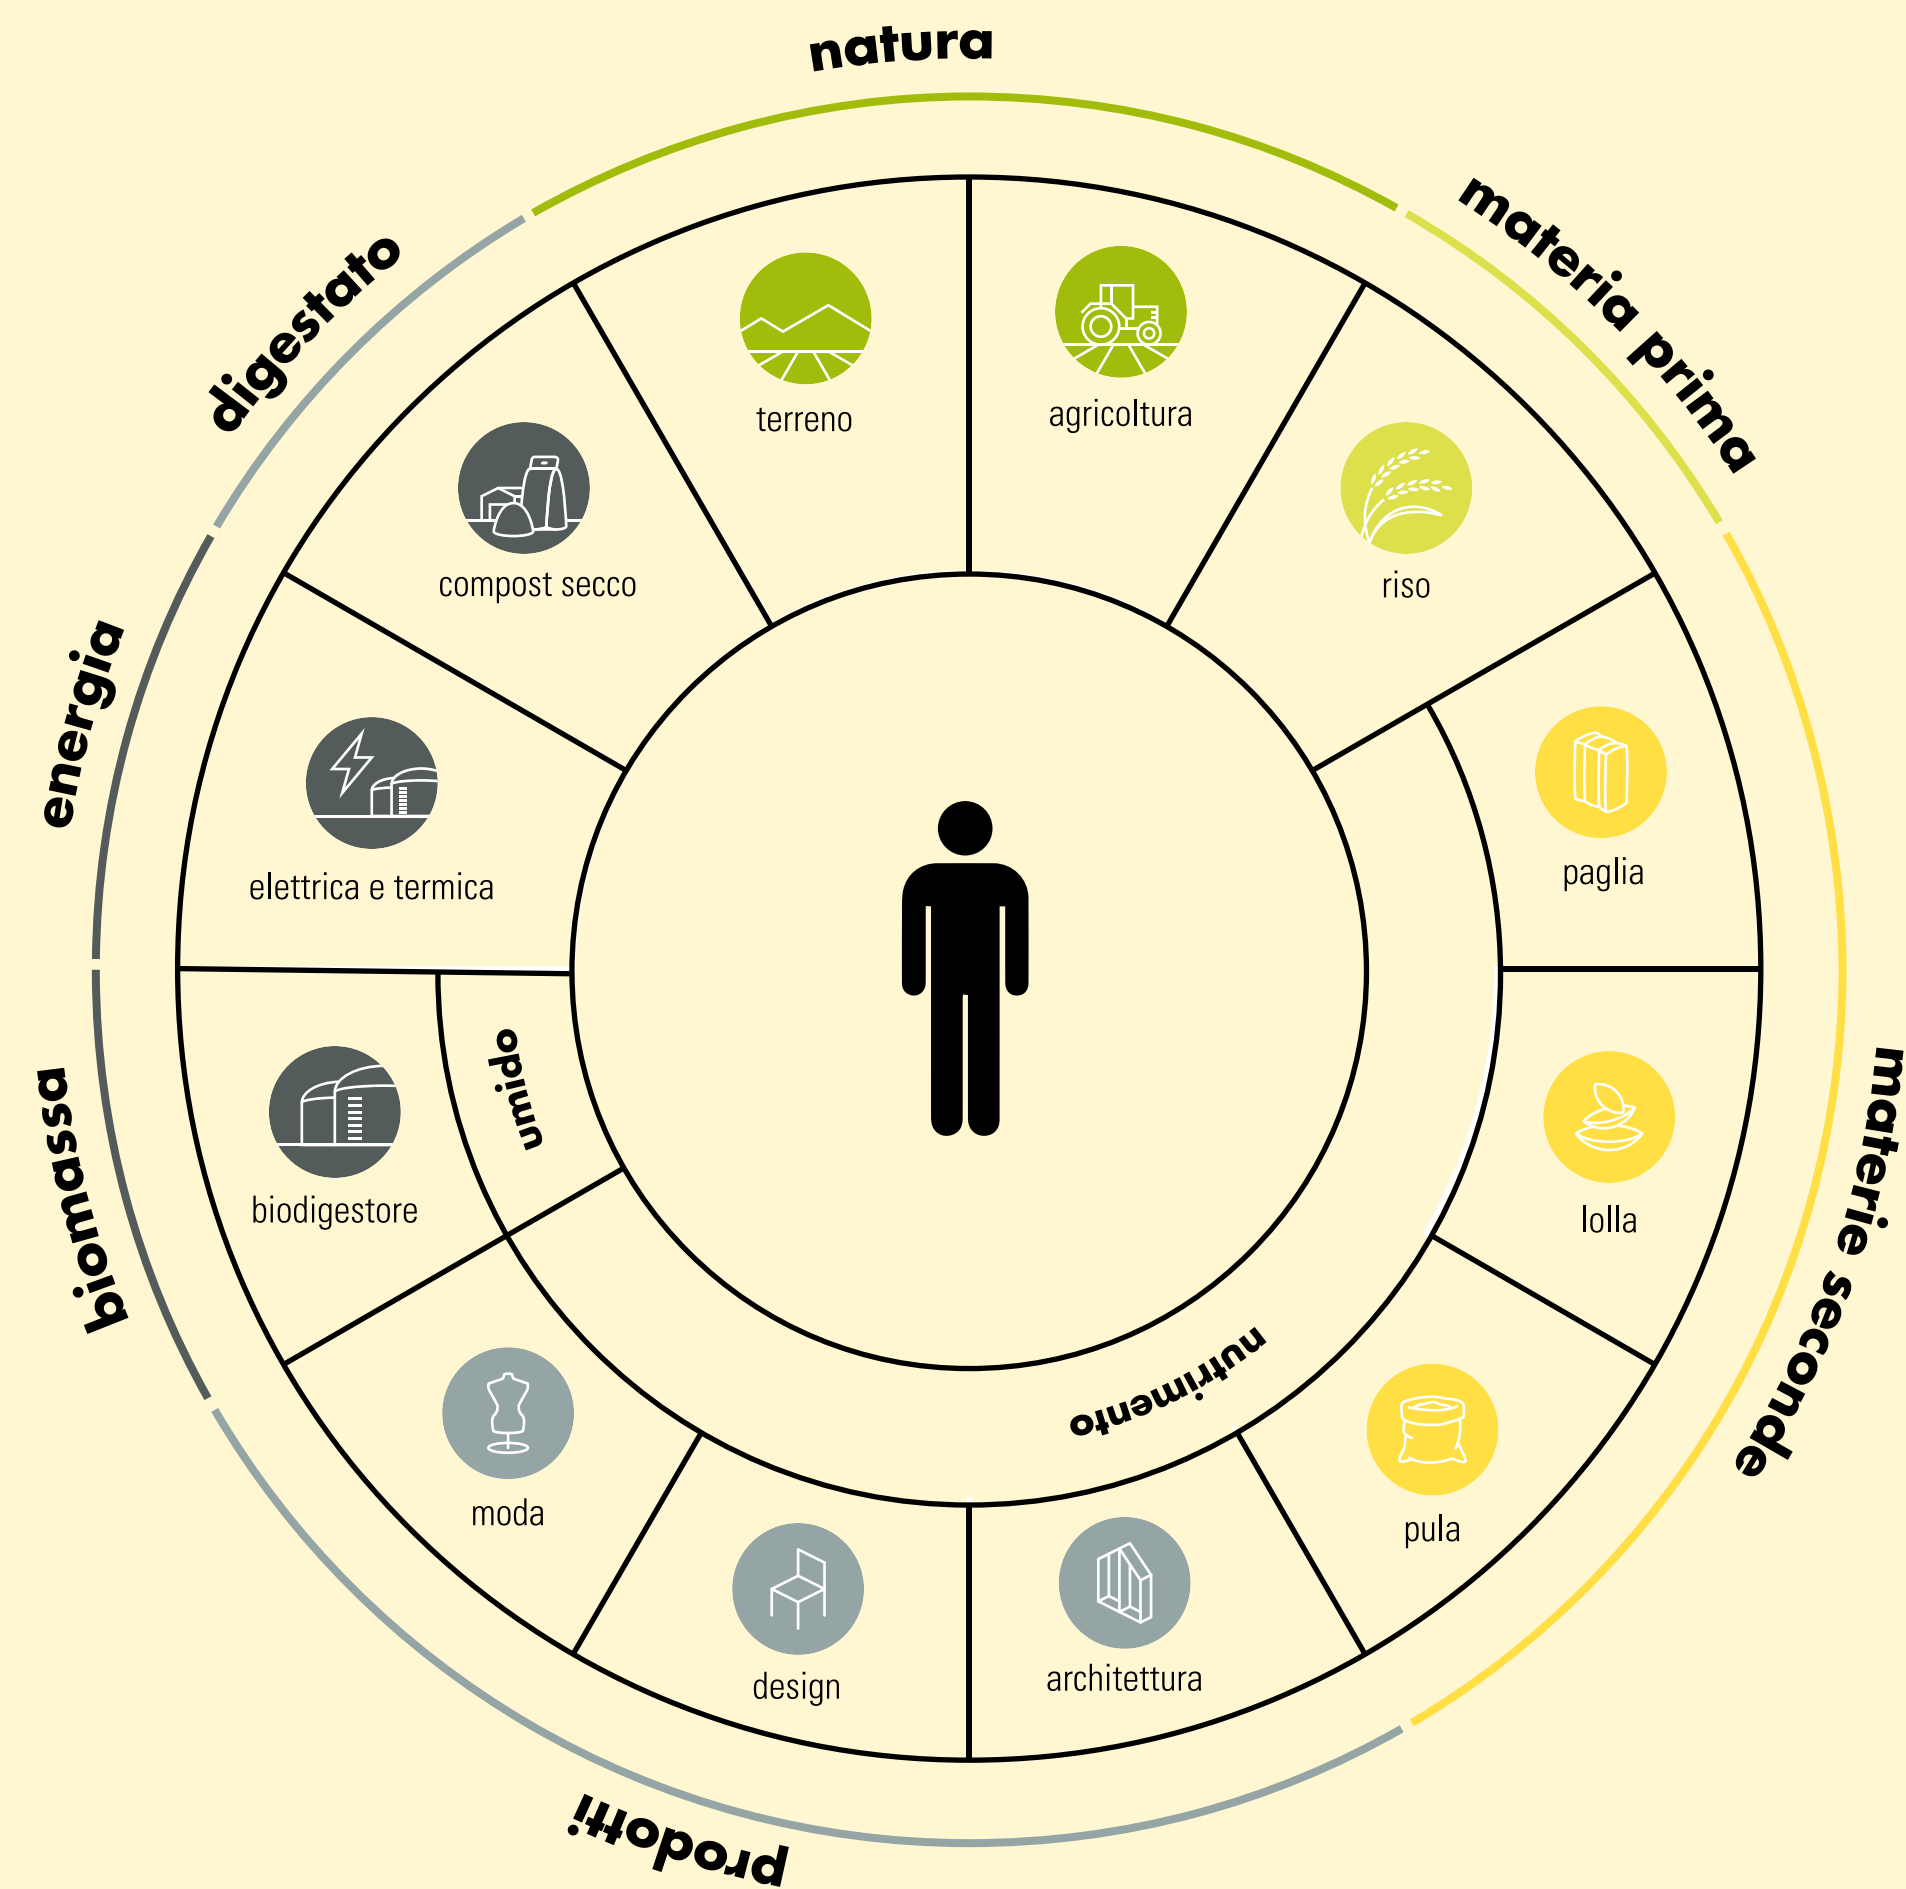 natura
materia prima
materie seconde
prodotti
biomassa
energia
digestato
terreno
agricoltura
riso
paglia
lolla
pula
architettura
design
moda
biodigestore
elettrica e termica
compost secco
umido
nutrimento